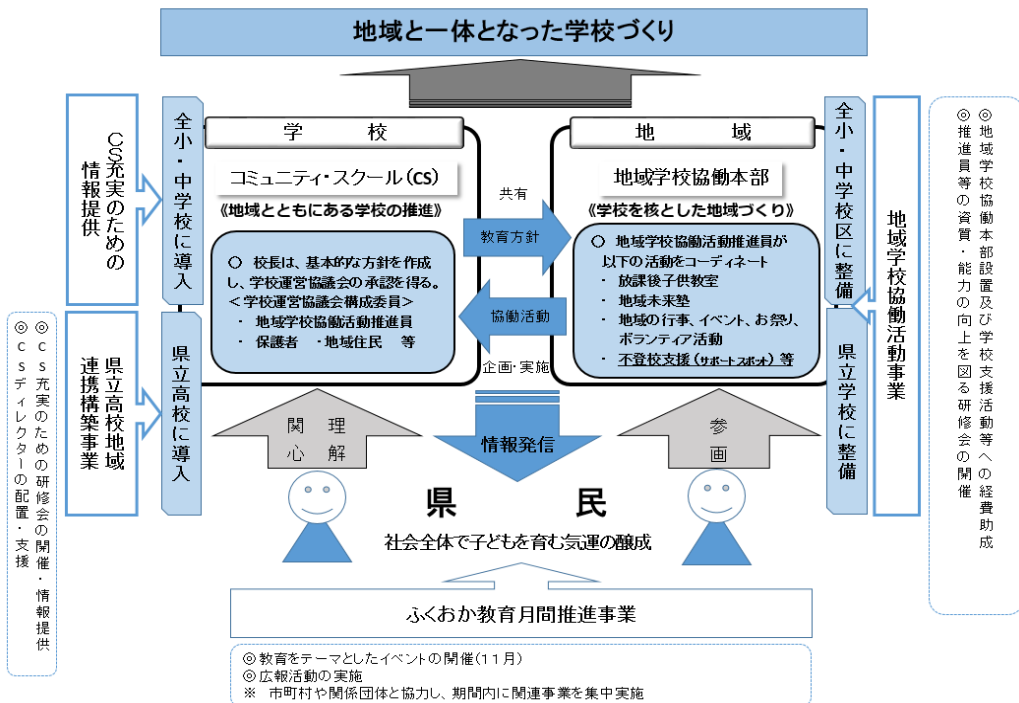 地域と一体となった学校づくり
CS充実のための
情報提供
全小・中学校に導入
県立高校地域
連携構築事業
県立高校に導入
◎CS充実のための研修会の開催・情報提供
◎CSディレクターの配置・支援
学校
コミュニティ・スクール（CS）
《地域とともにある学校の推進》
○ 校長は、基本的な方針を作成
し、学校運営協議会の承認を得る。
＜学校運営協議会構成委員＞
・ 地域学校協働活動推進員
・ 保護者 ・地域住民 等
共有
教育方針
協働活動
企画・実施
情報発信
地域
地域学校協働本部
《学校を核とした地域づくり》
○ 地域学校協働活動推進員が
以下の活動をコーディネート
・ 放課後子供教室
・ 地域未来塾
・ 地域の行事、イベント、お祭り、
ボランティア活動
・ 不登校支援（サポートスポット）等
全小・中学校区に整備
県立学校に整備
地域学校協働活動事業
◎地域学校協働本部設置及び学校支援活動等への経費助成
◎推進員等の資質・能力の向上を図る研修会の開催
理解
関心
参画
県民
社会全体で子どもを育む気運の醸成
ふくおか教育月間推進事業
◎教育をテーマとしたイベントの開催（11月）
◎広報活動の実施
※ 市町村や関係団体と協力し、期間内に関連事業を集中実施